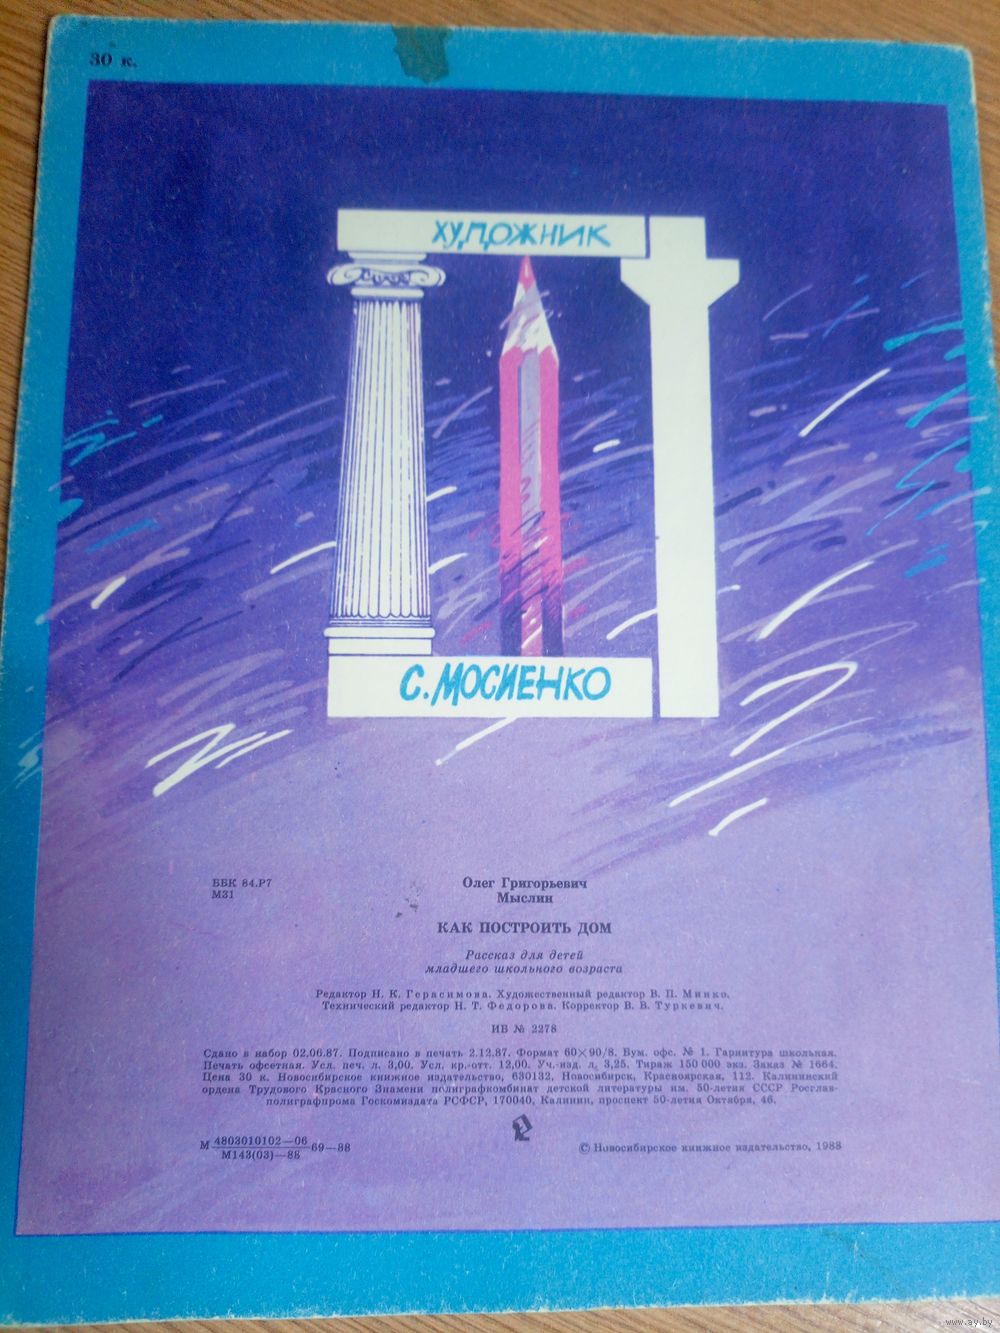 30 к.
ХУДОЖНИК
С. МОСИЕНКО
ББК 84.Р7
М31
Олег Григорьевич
Мыслин
КАК ПОСТРОИТЬ ДОМ
Рассказ для детей
младшего школьного возраста
Редактор Н. К. Герасимова. Художественный редактор В. П. Минко.
Технический редактор Н. Т. Федорова. Корректор В. В. Туркевич.
ИВ № 2278
Сдано в набор 02.06.87. Подписано в печать 2.12.87. Формат 60×90/8. Бум. офс. № 1. Гарнитура школьная.
Печать офсетная. Усл. печ. л. 3,00. Усл. кр.-отт. 12,00. Уч.-изд. л. 3,25. Тираж 150 000 экз. Заказ № 1664.
Цена 30 к. Новосибирское книжное издательство, 630132, Новосибирск, Красноярская, 112. Калининский
ордена Трудового Красного Знамени полиграфкомбинат детской литературы им. 50-летия СССР Росглав-
полиграфпрома Госкомиздата РСФСР, 170040, Калинин, проспект 50-летия Октября, 46.
М 4803010102—06
М143(03)—88
69—88
© Новосибирское книжное издательство, 1988
www.ay.by